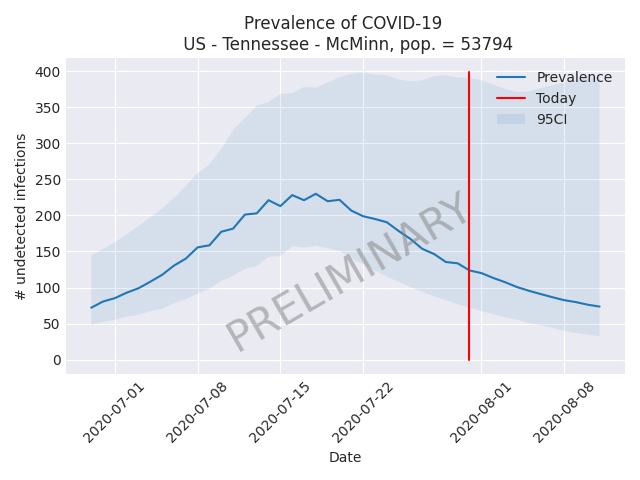 Prevalence of COVID-19
US - Tennessee - McMinn, pop. = 53794
400
350
300
250
200
150
100
50
0
# undetected infections
Prevalence
Today
95CI
PRELIMINARY
2020-07-01
2020-07-08
2020-07-15
2020-07-22
2020-08-01
2020-08-08
Date